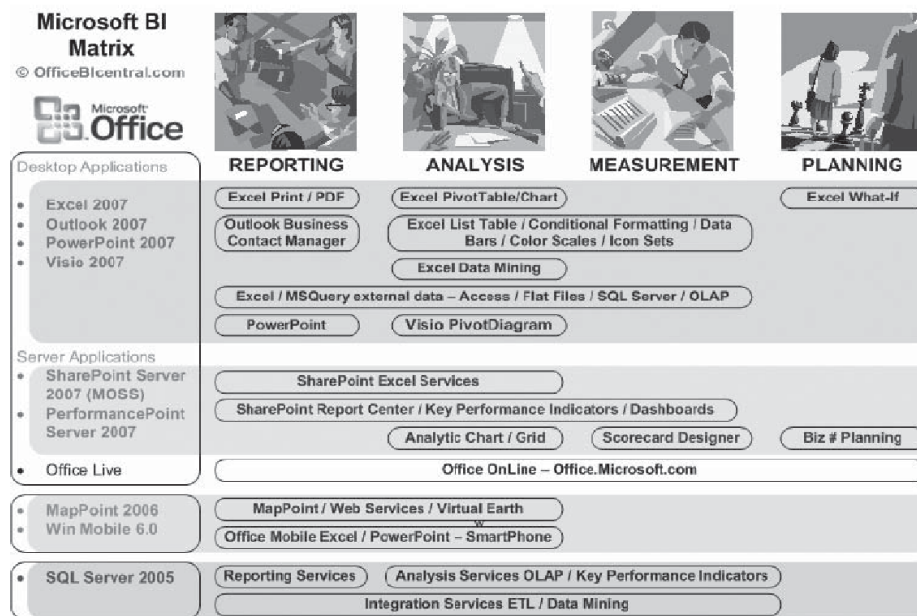 Microsoft BI
Matrix
© OfficeBIcentral.com
Microsoft
Office
REPORTING
ANALYSIS
MEASUREMENT
PLANNING
Desktop Applications
• Excel 2007
• Outlook 2007
• PowerPoint 2007
• Visio 2007
Excel Print / PDF
Excel PivotTable/Chart
Excel What-If
Outlook Business
Contact Manager
Excel List Table / Conditional Formatting / Data
Bars / Color Scales / Icon Sets
Excel Data Mining
Excel / MSQuery external data – Access / Flat Files / SQL Server / OLAP
PowerPoint
Visio PivotDiagram
Server Applications
• SharePoint Server
2007 (MOSS)
• PerformancePoint
Server 2007
SharePoint Excel Services
SharePoint Report Center / Key Performance Indicators / Dashboards
Analytic Chart / Grid
Scorecard Designer
Biz # Planning
• Office Live
Office OnLine – Office.Microsoft.com
• MapPoint 2006
• Win Mobile 6.0
MapPoint / Web Services / Virtual Earth
w
Office Mobile Excel / PowerPoint – SmartPhone
• SQL Server 2005
Reporting Services
Analysis Services OLAP / Key Performance Indicators
Integration Services ETL / Data Mining